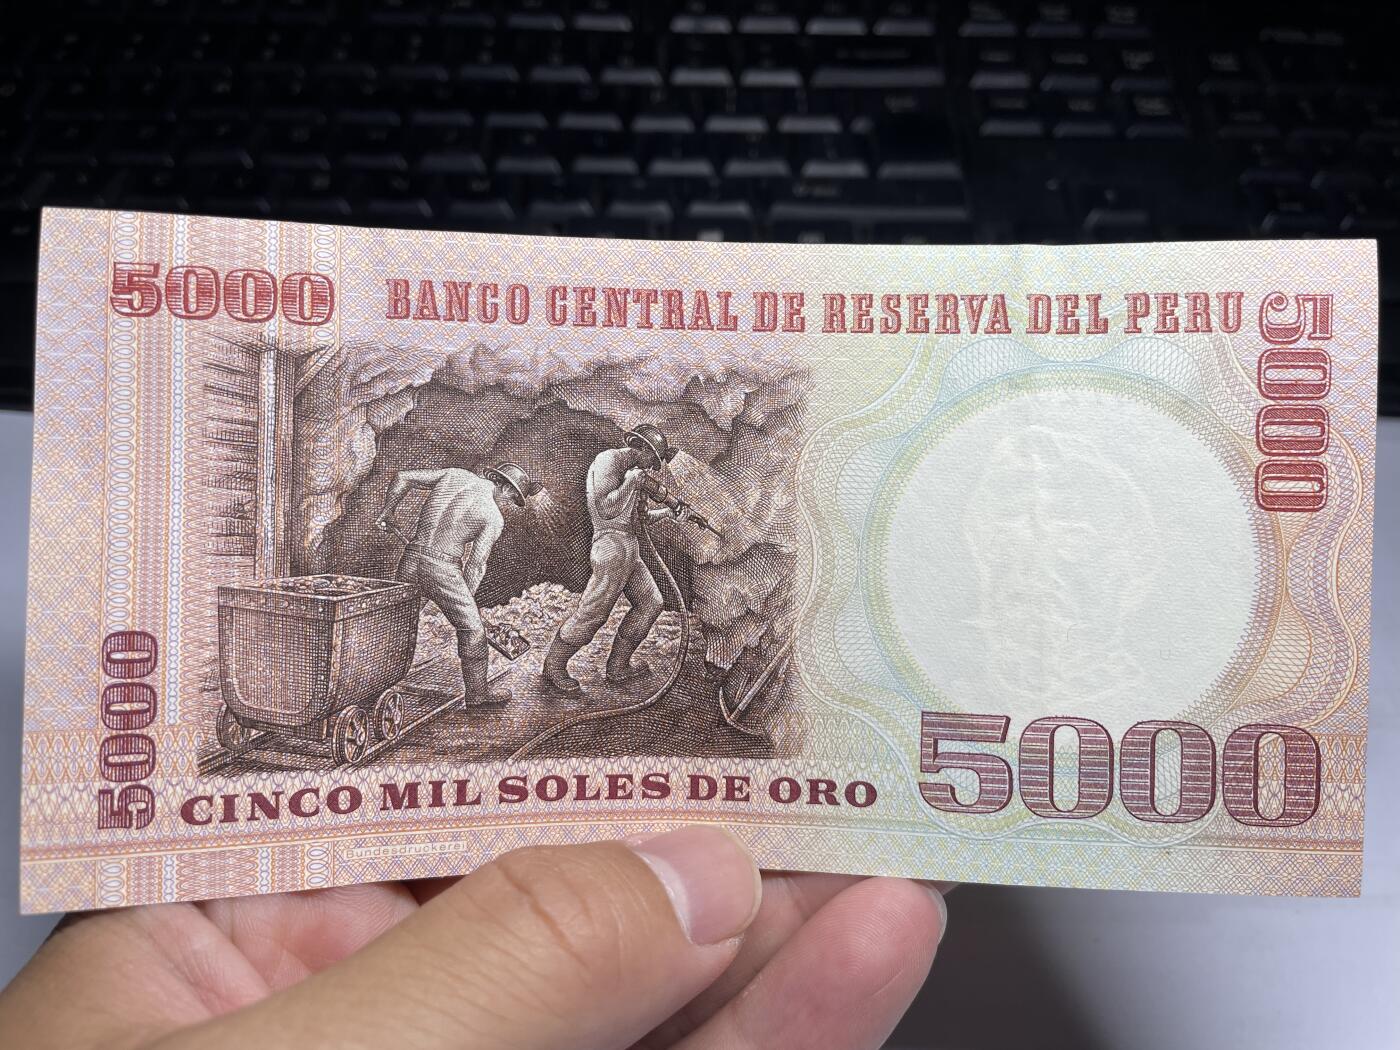 5000
BANCO CENTRAL DE RESERVA DEL PERU
5000
5000
CINCO MIL SOLES DE ORO
5000
Bundesdruckerei